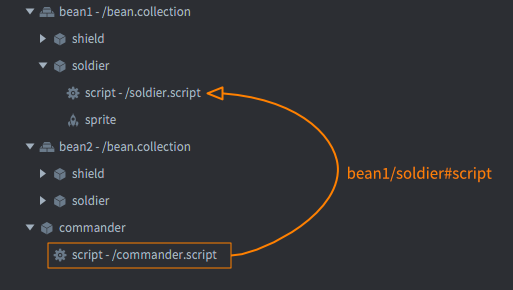 bean1 - /bean.collection
shield
soldier
script - /soldier.script
sprite
bean2 - /bean.collection
bean1/soldier#script
shield
soldier
commander
script - /commander.script